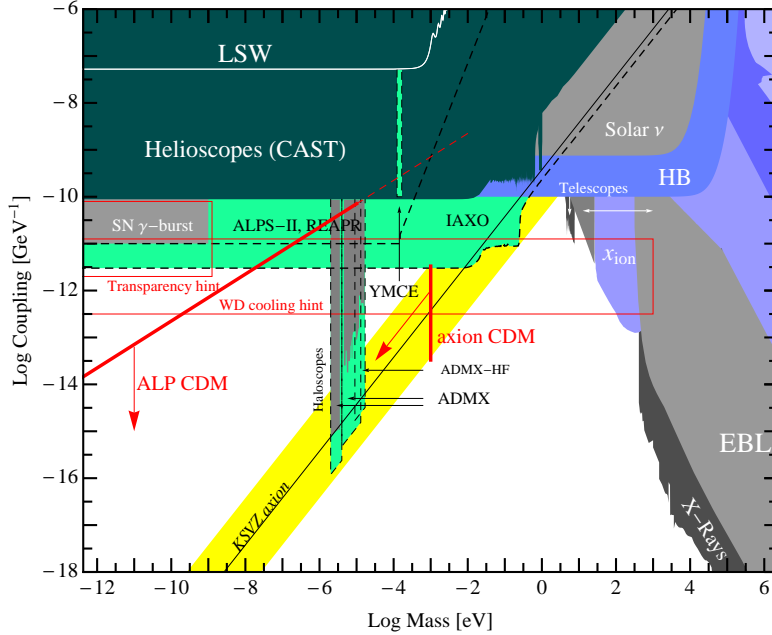 -6
-8
-10
-12
-14
-16
-18
Log Coupling [GeV⁻¹]
LSW
Helioscopes (CAST)
Solar ν
HB
Telescopes
SN γ-burst
ALPS-II, REAPR
IAXO
x_ion
Transparency hint
YMCE
WD cooling hint
axion CDM
ALP CDM
Haloscopes
ADMX-HF
ADMX
EBL
KSVZ axion
X-Rays
-12
-10
-8
-6
-4
-2
0
2
4
6
Log Mass [eV]